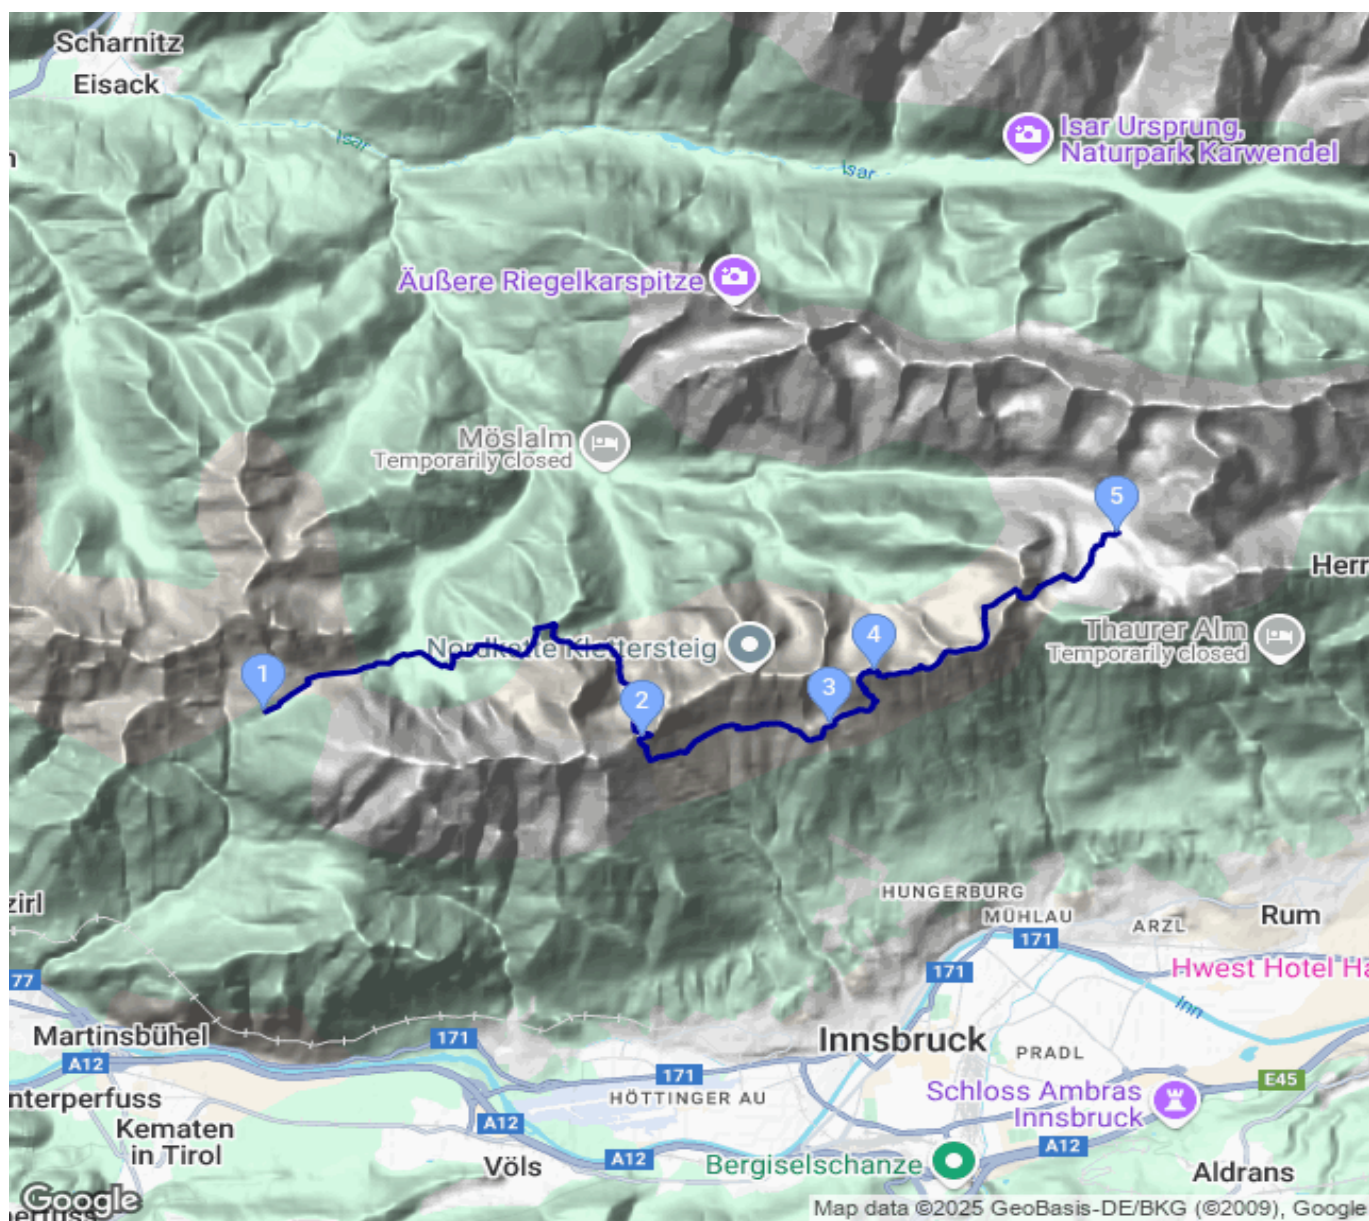 Scharnitz
Eisack
Isar
Isar
Isar Ursprung,
Naturpark Karwendel
Äußere Riegelkarspitze
Möslalm
Temporarily closed
5
Herr
Nordkette Klettersteig
4
Thaurer Alm
Temporarily closed
1
3
2
zirl
HUNGERBURG
MÜHLAU
ARZL
Rum
171
77
171
Hwest Hotel Ha
Inn
Martinsbühel
171
Innsbruck
A12
PRADL
171
E45
nterperfuss
HÖTTINGER AU
Schloss Ambras
Innsbruck
Kematen
in Tirol
A12
A12
A12
Völs
Bergiselschanze
Aldrans
Google
Map data ©2025 GeoBasis-DE/BKG (©2009), Google